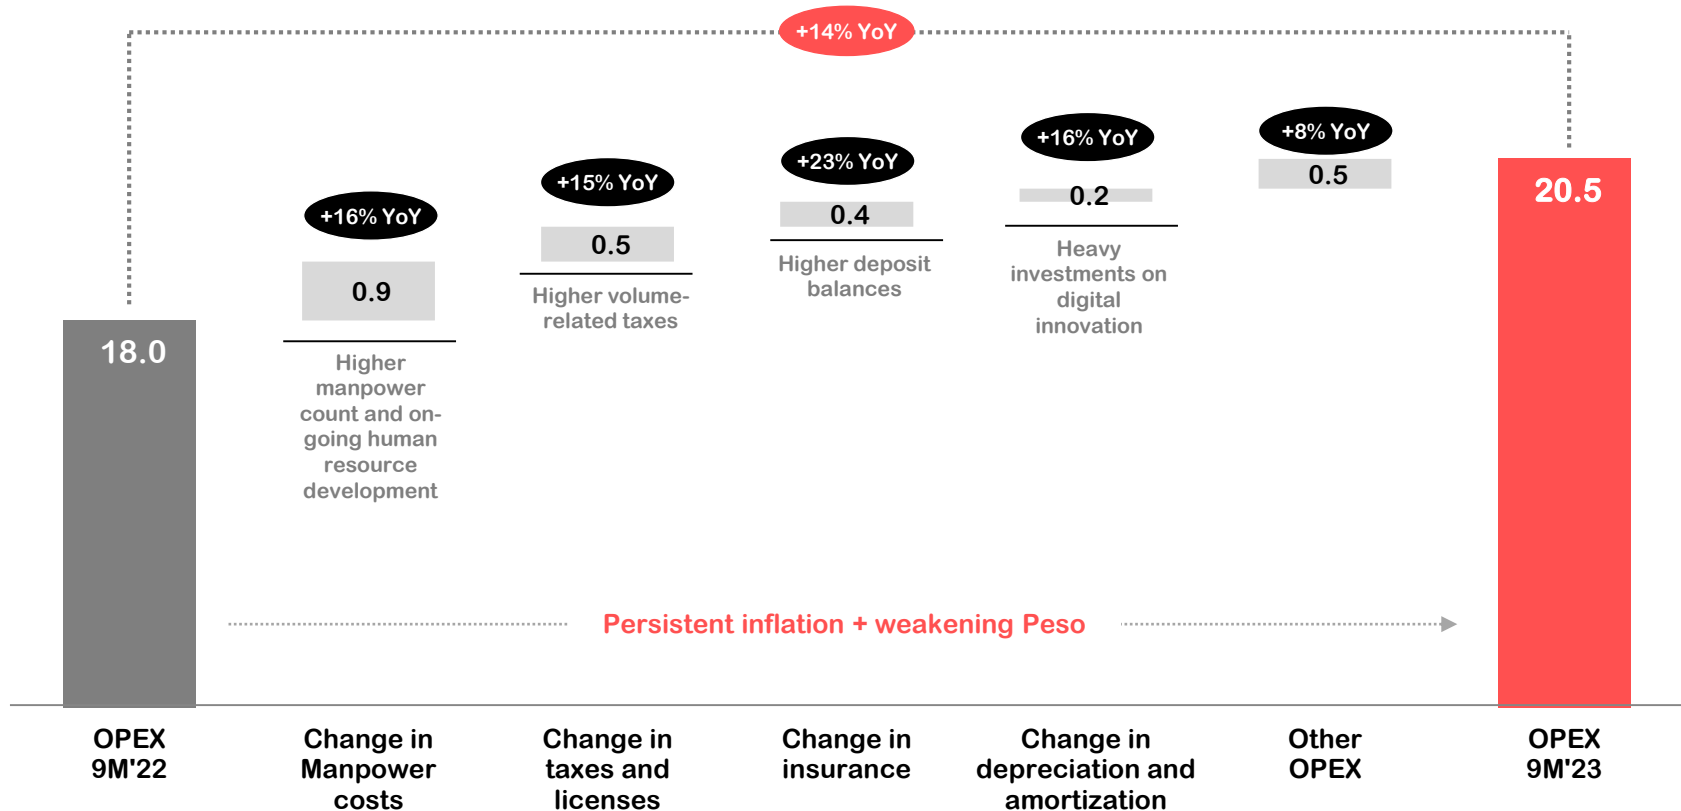 +14% YoY
+16% YoY
0.9
Higher
manpower
count and on-
going human
resource
development
+15% YoY
0.5
Higher volume-
related taxes
+23% YoY
0.4
Higher deposit
balances
+16% YoY
0.2
Heavy
investments on
digital
innovation
+8% YoY
0.5
18.0
20.5
Persistent inflation + weakening Peso
OPEX
9M'22
Change in
Manpower
costs
Change in
taxes and
licenses
Change in
insurance
Change in
depreciation and
amortization
Other
OPEX
OPEX
9M'23